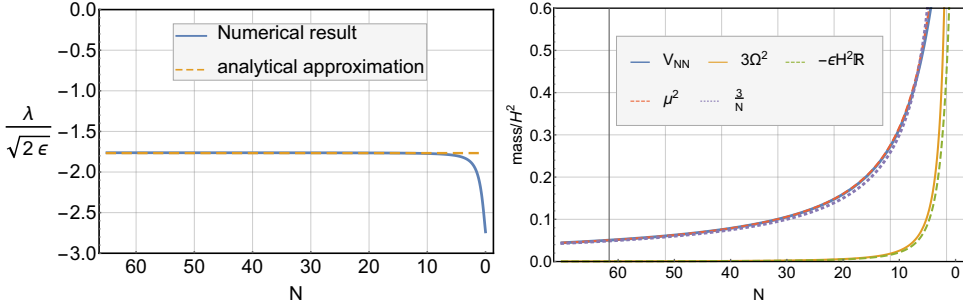 0.0
-0.5
-1.0
-1.5
-2.0
-2.5
-3.0
λ
√2 ϵ
Numerical result
analytical approximation
60 50 40 30 20 10 0
N
0.6
0.5
0.4
0.3
0.2
0.1
0.0
mass/H²
V_NN 3Ω² -ϵH²ℝ
μ² 3/N
60 50 40 30 20 10 0
N